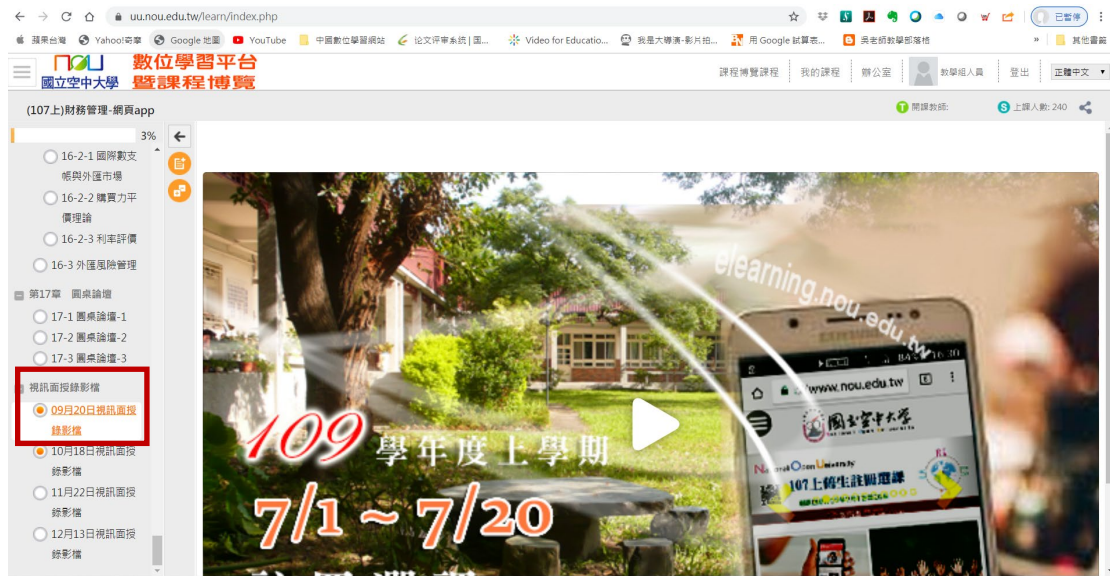 uu.nou.edu.tw/learn/index.php
已暫停
蘋果台灣
Yahoo!奇摩
Google 地圖
YouTube
中國數位學習網站
论文评审系统 | 国...
Video for Educatio...
我是大導演-影片拍...
用 Google 試算表...
吳老師教學部落格
»
其他書籤
國立空中大學
數位學習平台
暨課程博覽
課程博覽課程
我的課程
辦公室
教學組人員
登出
正體中文
(107上)財務管理-網頁app
開課教師:
上課人數: 240
3%
16-2-1 國際數支
帳與外匯市場
16-2-2 購買力平
價理論
16-2-3 利率評價
16-3 外匯風險管理
第17章 圓桌論壇
17-1 圓桌論壇-1
17-2 圓桌論壇-2
17-3 圓桌論壇-3
視訊面授錄影檔
09月20日視訊面授
錄影檔
10月18日視訊面授
錄影檔
11月22日視訊面授
錄影檔
12月13日視訊面授
錄影檔
elearning.nou.edu.tw
84%
16:30
www.nou.edu.tw
國立空中大學
National Open University
107上舊生註冊選課
109 學年度上學期
7/1 ~ 7/20